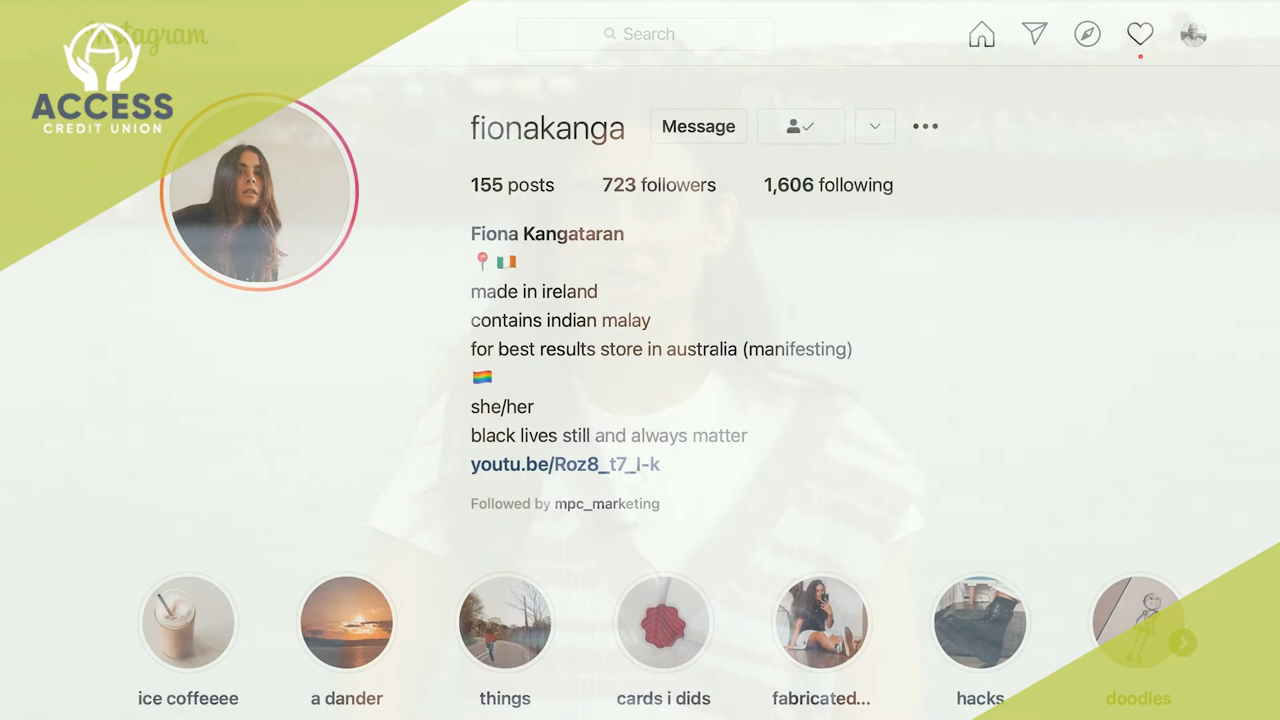 Instagram
ACCESS
CREDIT UNION
Search
fionakanga
Message
155 posts 723 followers 1,606 following
Fiona Kangataran
made in ireland
contains indian malay
for best results store in australia (manifesting)
she/her
black lives still and always matter
youtu.be/Roz8_t7_l-k
Followed by mpc_marketing
ice coffeeee
a dander
things
cards i dids
fabricated...
hacks
doodles